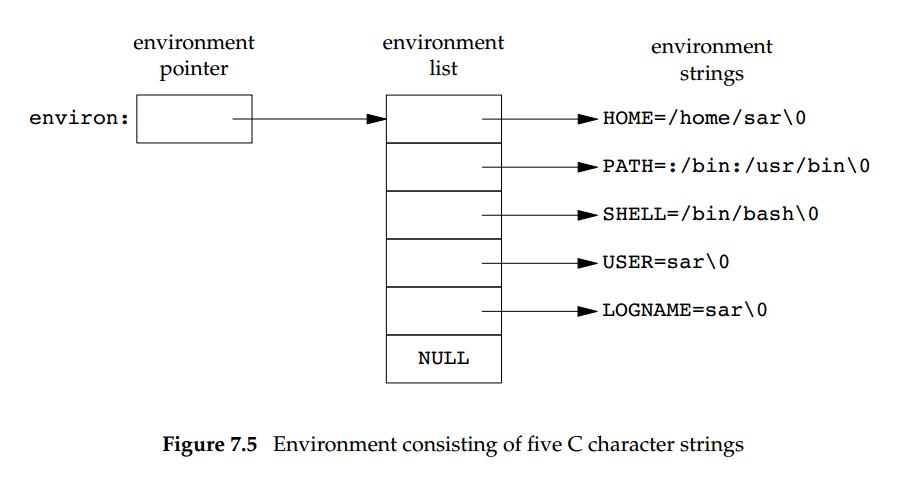 environment
pointer
environment
list
environment
strings
environ:
HOME=/home/sar\0
PATH=:/bin:/usr/bin\0
SHELL=/bin/bash\0
USER=sar\0
LOGNAME=sar\0
NULL
Figure 7.5 Environment consisting of five C character strings